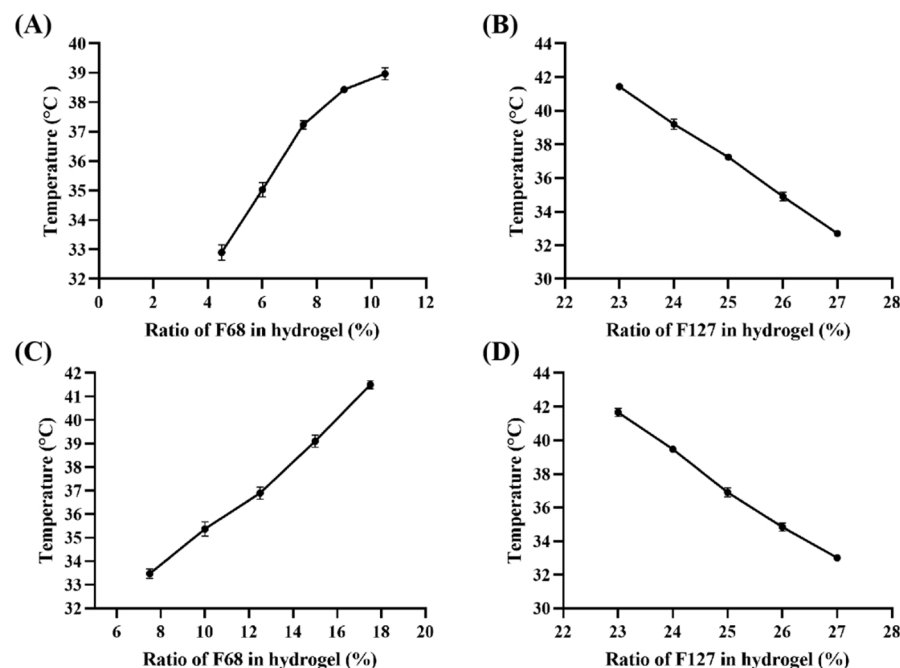 (A)
Temperature (°C)
40
39
38
37
36
35
34
33
32
0 2 4 6 8 10 12
Ratio of F68 in hydrogel (%)
(B)
Temperature (°C)
44
42
40
38
36
34
32
30
22 23 24 25 26 27 28
Ratio of F127 in hydrogel (%)
(C)
Temperature (°C)
42
41
40
39
38
37
36
35
34
33
32
6 8 10 12 14 16 18 20
Ratio of F68 in hydrogel (%)
(D)
Temperature (°C)
44
42
40
38
36
34
32
30
22 23 24 25 26 27 28
Ratio of F127 in hydrogel (%)